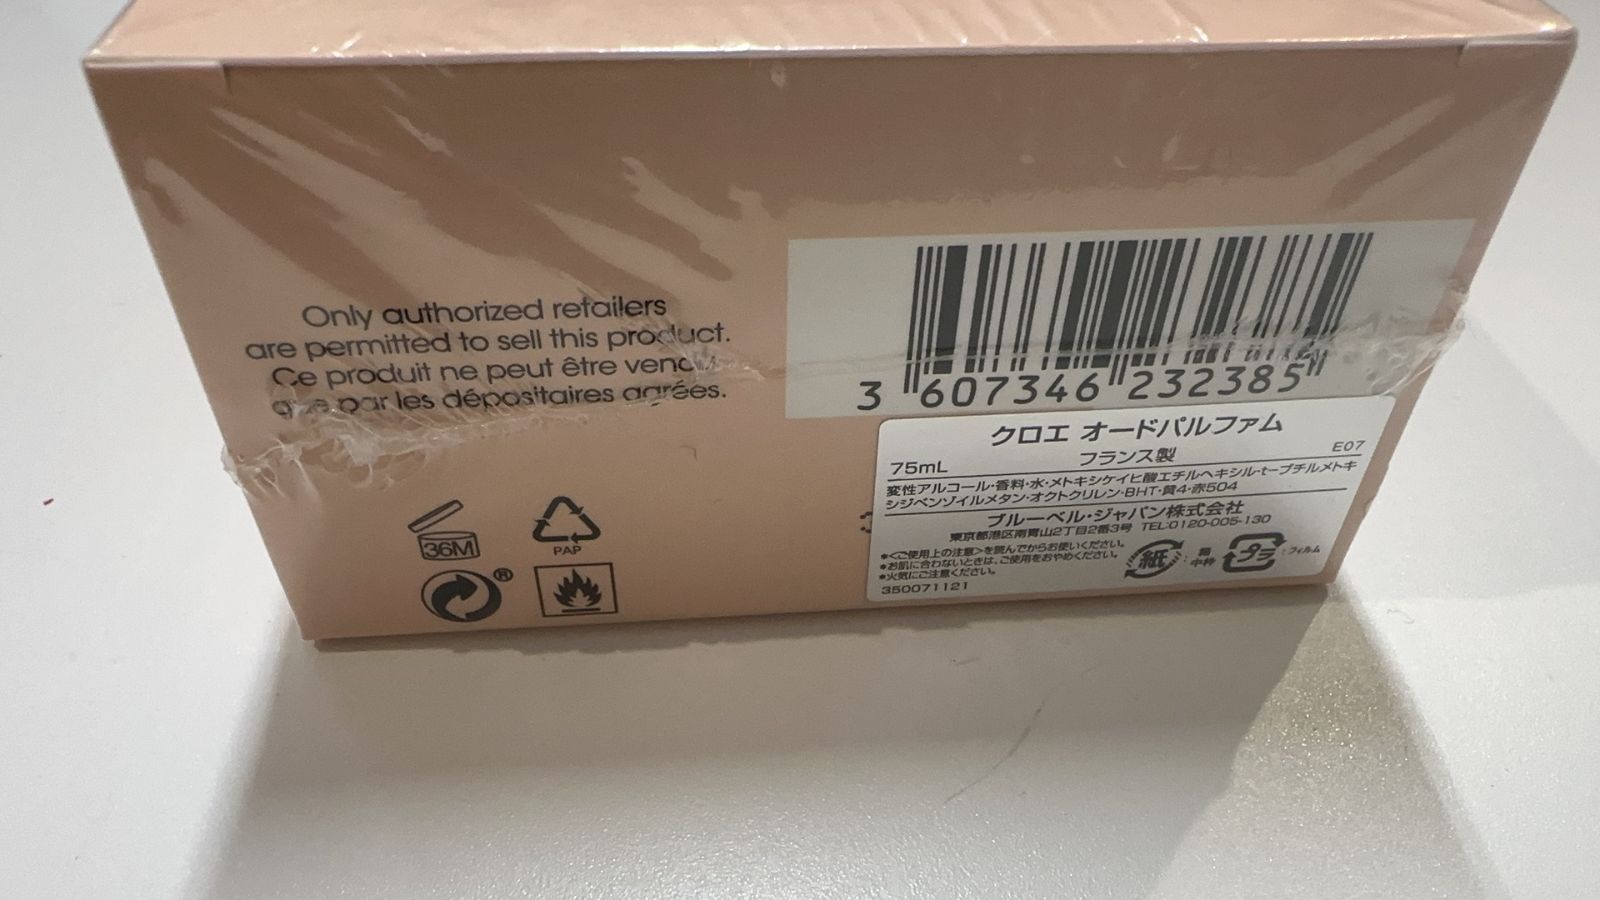 Only authorized retailers
are permitted to sell this product.
Ce produit ne peut être vendu
que par les dépositaires agrées.
3 607346 232385
クロエ オードパルファム
75mL フランス製 E07
変性アルコール・香料・水・メトキシケイヒ酸エチルヘキシル・t-ブチルメトキ
シジベンゾイルメタン・オクトクリレン・BHT・黄4・赤504
ブルーベル・ジャパン株式会社
東京都港区南青山2丁目2番3号 TEL:0120-005-130
*<ご使用上の注意>を読んでからお使いください。
*お肌に合わないときは、ご使用をおやめください。
*火気にご注意ください。
350071121
紙 : 箱 中枠
プラ : フィルム
36M
PAP
®